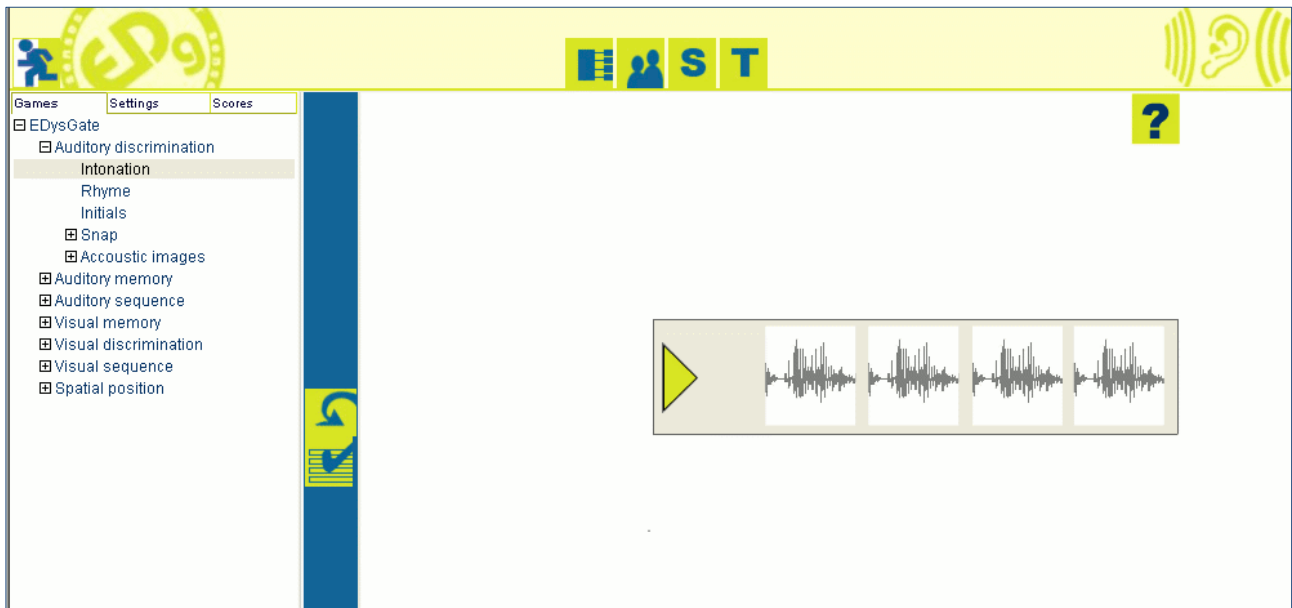 EDg
S T
Games Settings Scores
?
EDysGate
Auditory discrimination
Intonation
Rhyme
Initials
Snap
Accoustic images
Auditory memory
Auditory sequence
Visual memory
Visual discrimination
Visual sequence
Spatial position